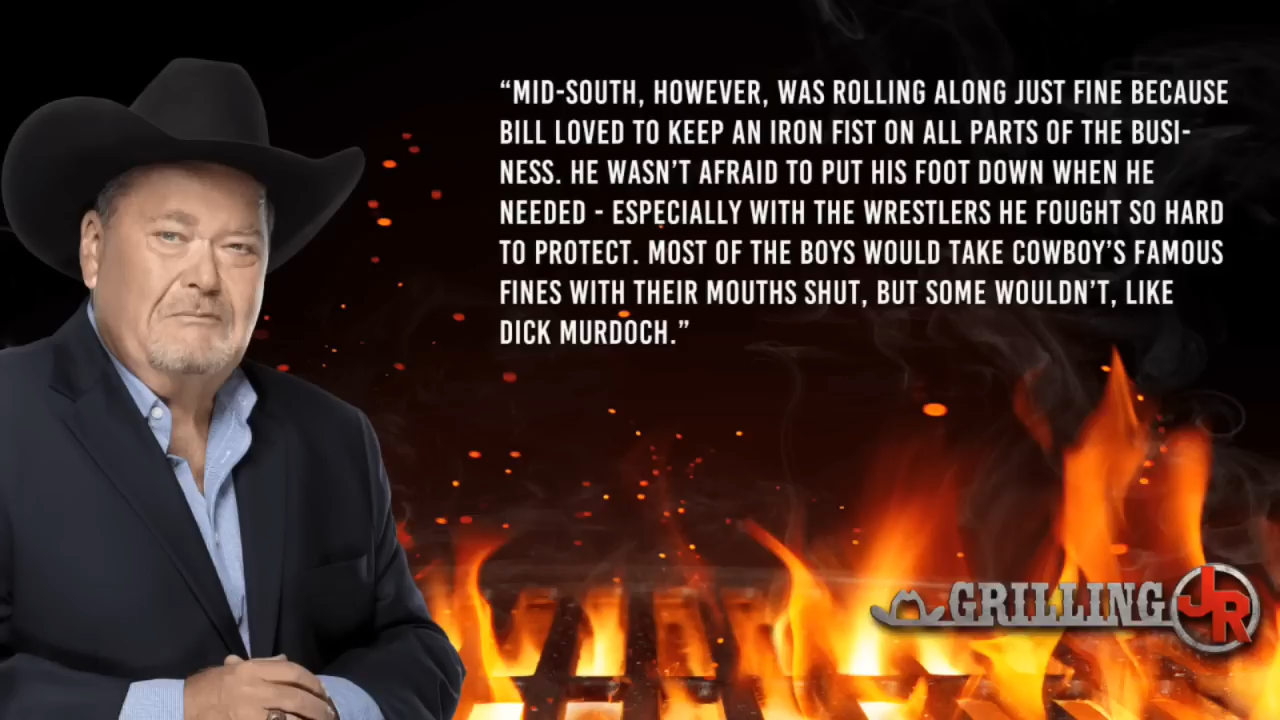 “MID-SOUTH, HOWEVER, WAS ROLLING ALONG JUST FINE BECAUSE
BILL LOVED TO KEEP AN IRON FIST ON ALL PARTS OF THE BUSI-
NESS. HE WASN’T AFRAID TO PUT HIS FOOT DOWN WHEN HE
NEEDED - ESPECIALLY WITH THE WRESTLERS HE FOUGHT SO HARD
TO PROTECT. MOST OF THE BOYS WOULD TAKE COWBOY’S FAMOUS
FINES WITH THEIR MOUTHS SHUT, BUT SOME WOULDN’T, LIKE
DICK MURDOCH.”
GRILLING JR